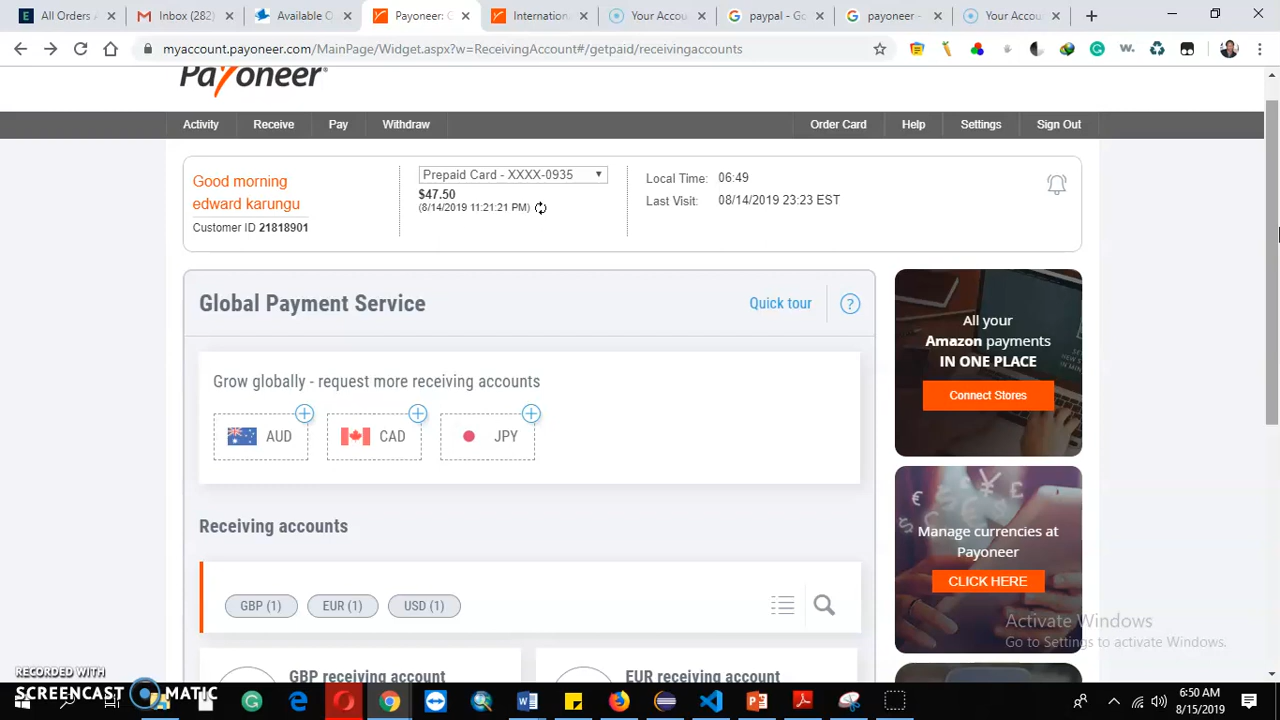 All Orders
Inbox (282)
Available O
Payoneer: G
Internation
Your Accou
paypal - Go
payoneer -
Your Accou
myaccount.payoneer.com/MainPage/Widget.aspx?w=ReceivingAccount#/getpaid/receivingaccounts
Payoneer
Activity Receive Pay Withdraw Order Card Help Settings Sign Out
Good morning
edward karungu
Customer ID 21818901
Prepaid Card - XXXX-0935
$47.50
(8/14/2019 11:21:21 PM)
Local Time: 06:49
Last Visit: 08/14/2019 23:23 EST
Global Payment Service
Quick tour
?
Grow globally - request more receiving accounts
AUD
CAD
JPY
Receiving accounts
GBP (1)
EUR (1)
USD (1)
GBP receiving account
EUR receiving account
All your
Amazon payments
IN ONE PLACE
Connect Stores
Manage currencies at
Payoneer
CLICK HERE
Activate Windows
Go to Settings to activate Windows.
RECORDED WITH
SCREENCAST MATIC
6:50 AM
8/15/2019